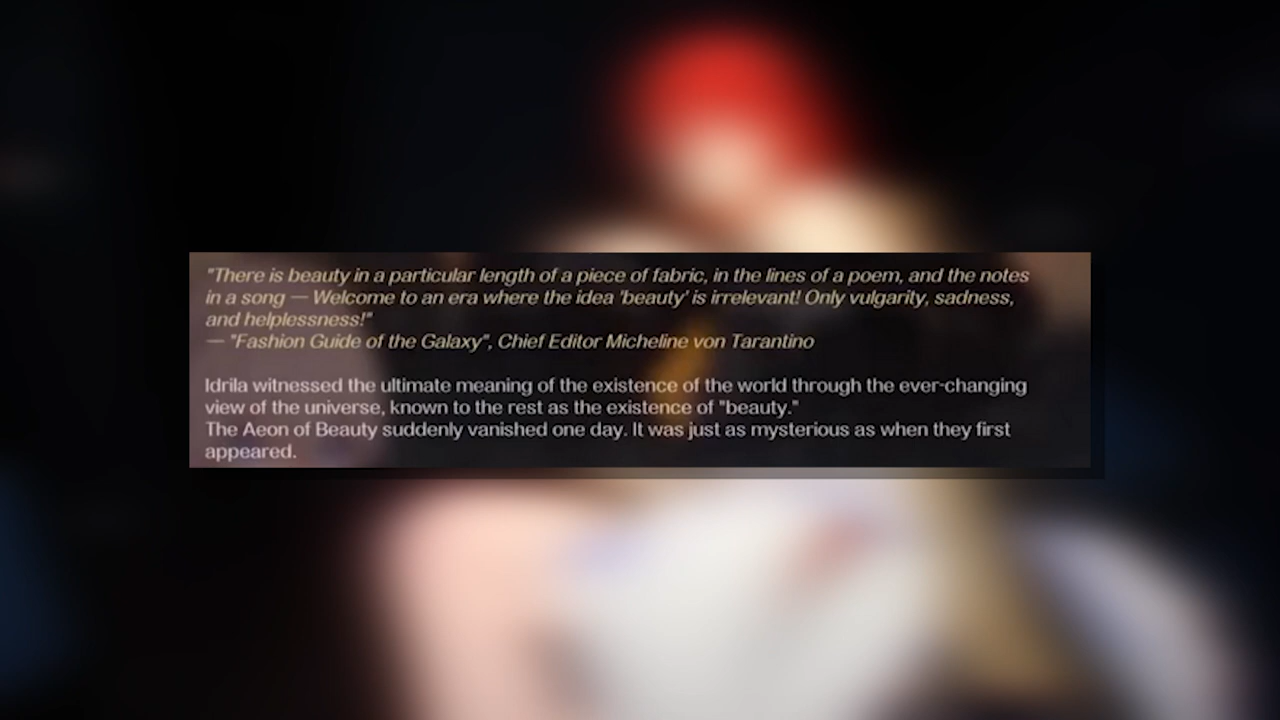 "There is beauty in a particular length of a piece of fabric, in the lines of a poem, and the notes
in a song — Welcome to an era where the idea 'beauty' is irrelevant! Only vulgarity, sadness,
and helplessness!"
— "Fashion Guide of the Galaxy", Chief Editor Micheline von Tarantino
Idrila witnessed the ultimate meaning of the existence of the world through the ever-changing
view of the universe, known to the rest as the existence of "beauty."
The Aeon of Beauty suddenly vanished one day. It was just as mysterious as when they first
appeared.